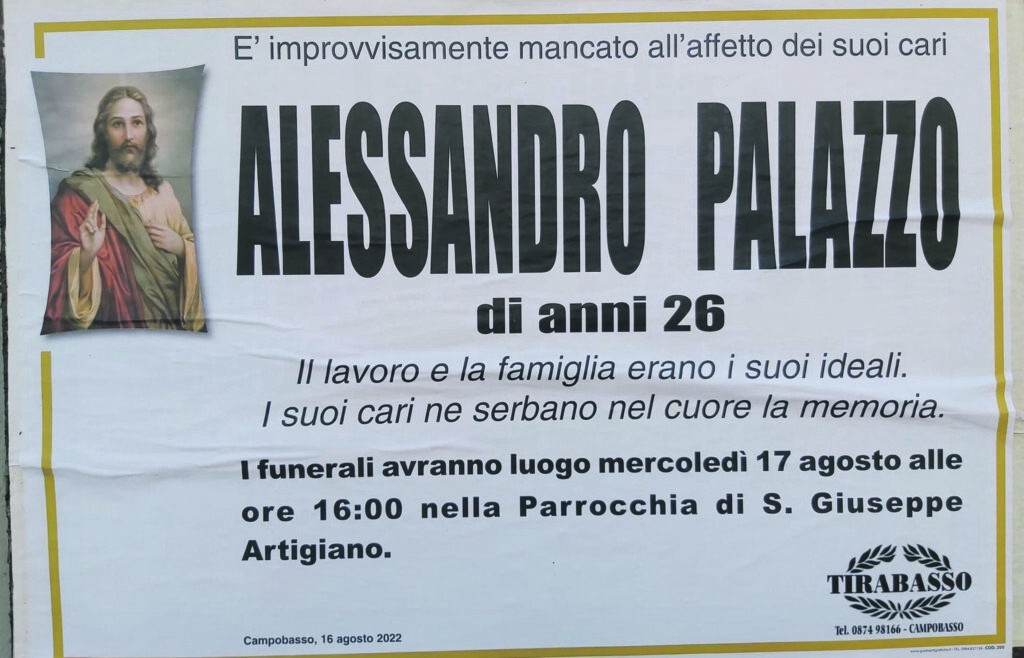 E' improvvisamente mancato all'affetto dei suoi cari
ALESSANDRO PALAZZO
di anni 26
Il lavoro e la famiglia erano i suoi ideali.
I suoi cari ne serbano nel cuore la memoria.
I funerali avranno luogo mercoledì 17 agosto alle
ore 16:00 nella Parrocchia di S. Giuseppe
Artigiano.
TIRABASSO
Tel. 0874 98166 - CAMPOBASSO
Campobasso, 16 agosto 2022